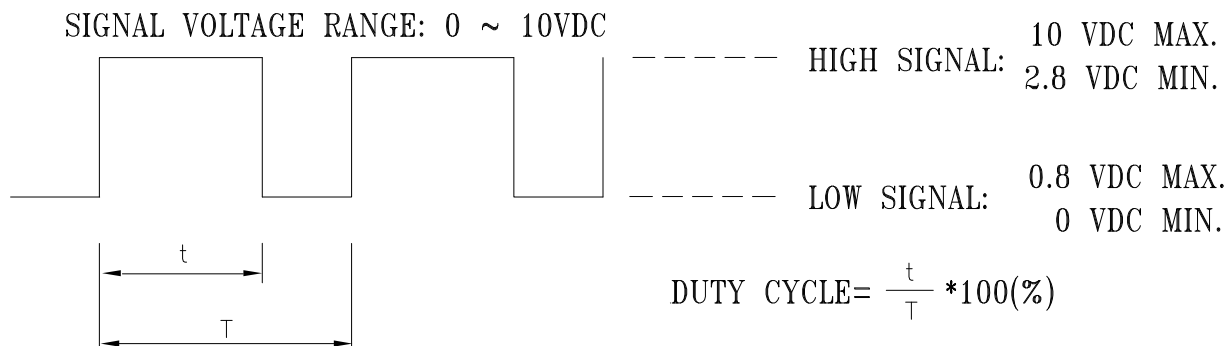 SIGNAL VOLTAGE RANGE: 0 ~ 10VDC
HIGH SIGNAL: 10 VDC MAX.
2.8 VDC MIN.
LOW SIGNAL: 0.8 VDC MAX.
0 VDC MIN.
t
T
DUTY CYCLE= t/T *100(%)